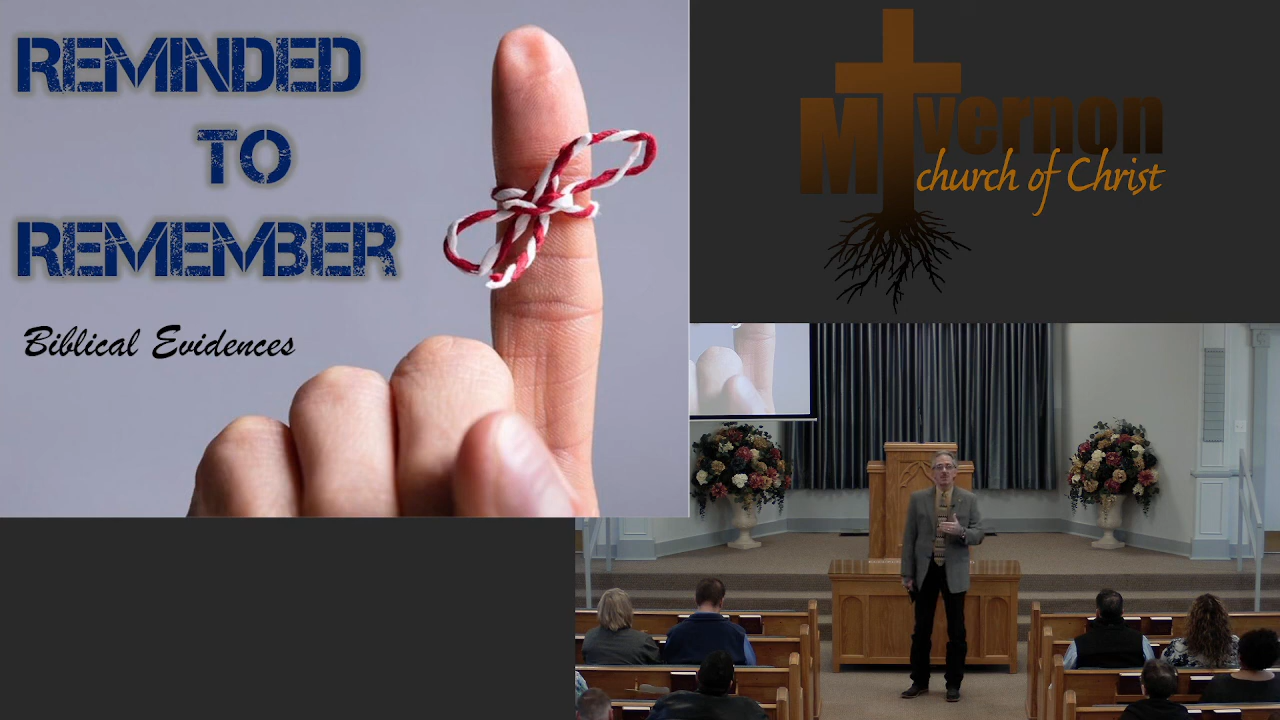 REMINDED
TO
REMEMBER
Biblical Evidences
Mt vernon
church of Christ